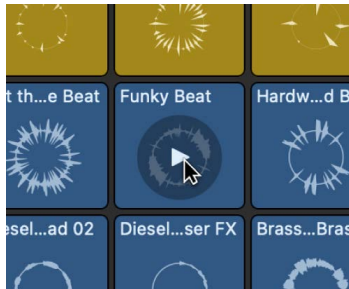 t th...e Beat
Funky Beat
Hardw...d B
esel...ad 02
Diesel...ser FX
Brass...Bras